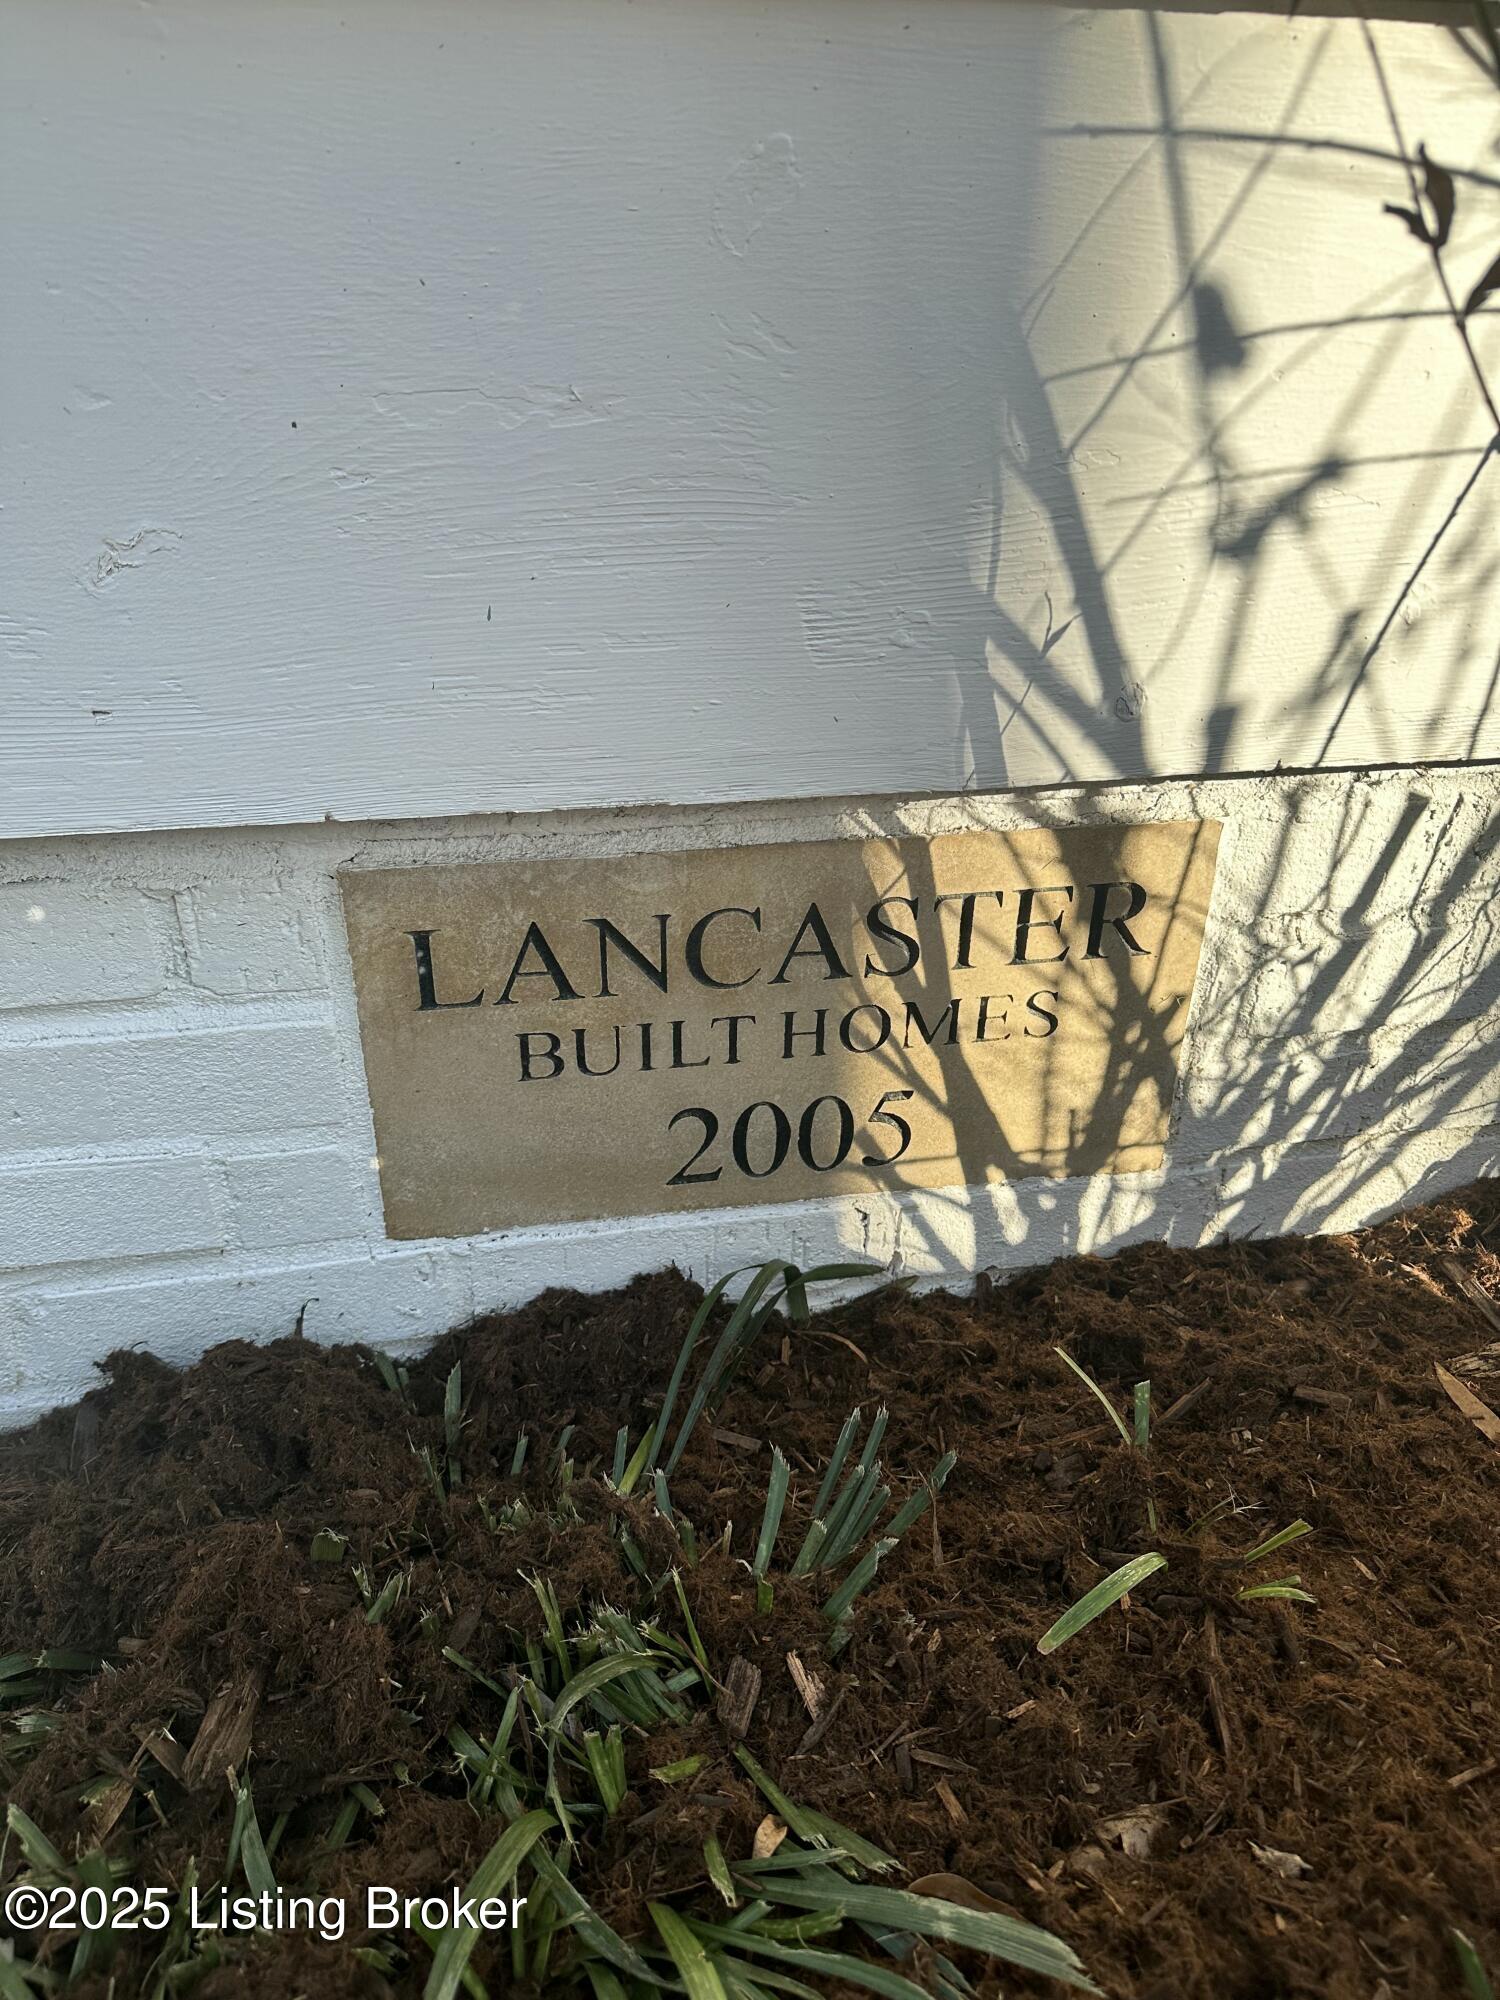 LANCASTER
BUILT HOMES
2005
©2025 Listing Broker